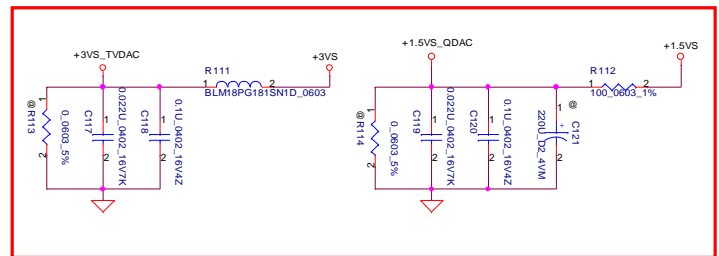 +3VS_TVDAC
R111
+3VS
1
2
BLM18PG181SN1D_0603
1
@
R113
2
0_0603_5%
C117
1
2
0.022U_0402_16V7K
C118
1
2
0.1U_0402_16V4Z
+1.5VS_QDAC
+1.5VS
R112
1
2
100_0603_1%
1
@
R114
2
0_0603_5%
C119
1
2
0.022U_0402_16V7K
C120
1
2
0.1U_0402_16V4Z
@
1
+
C121
2
220U_D2_4VM